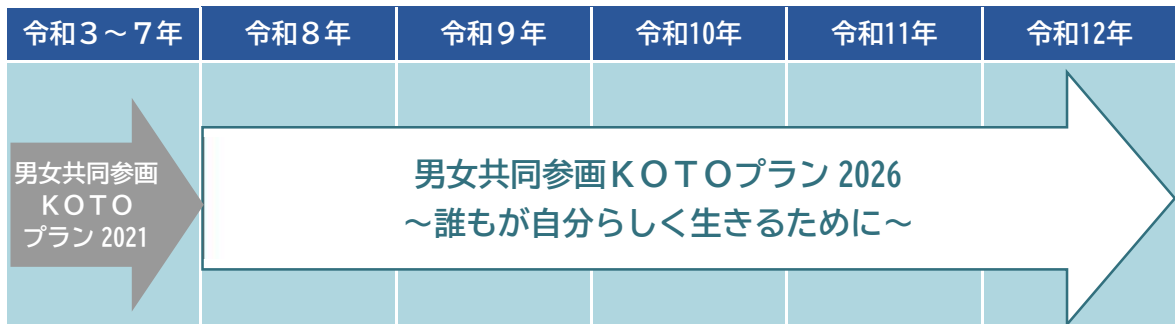 令和３～７年
令和８年
令和９年
令和10年
令和11年
令和12年
男女共同参画
ＫＯＴＯ
プラン 2021
男女共同参画ＫＯＴＯプラン 2026
～誰もが自分らしく生きるために～